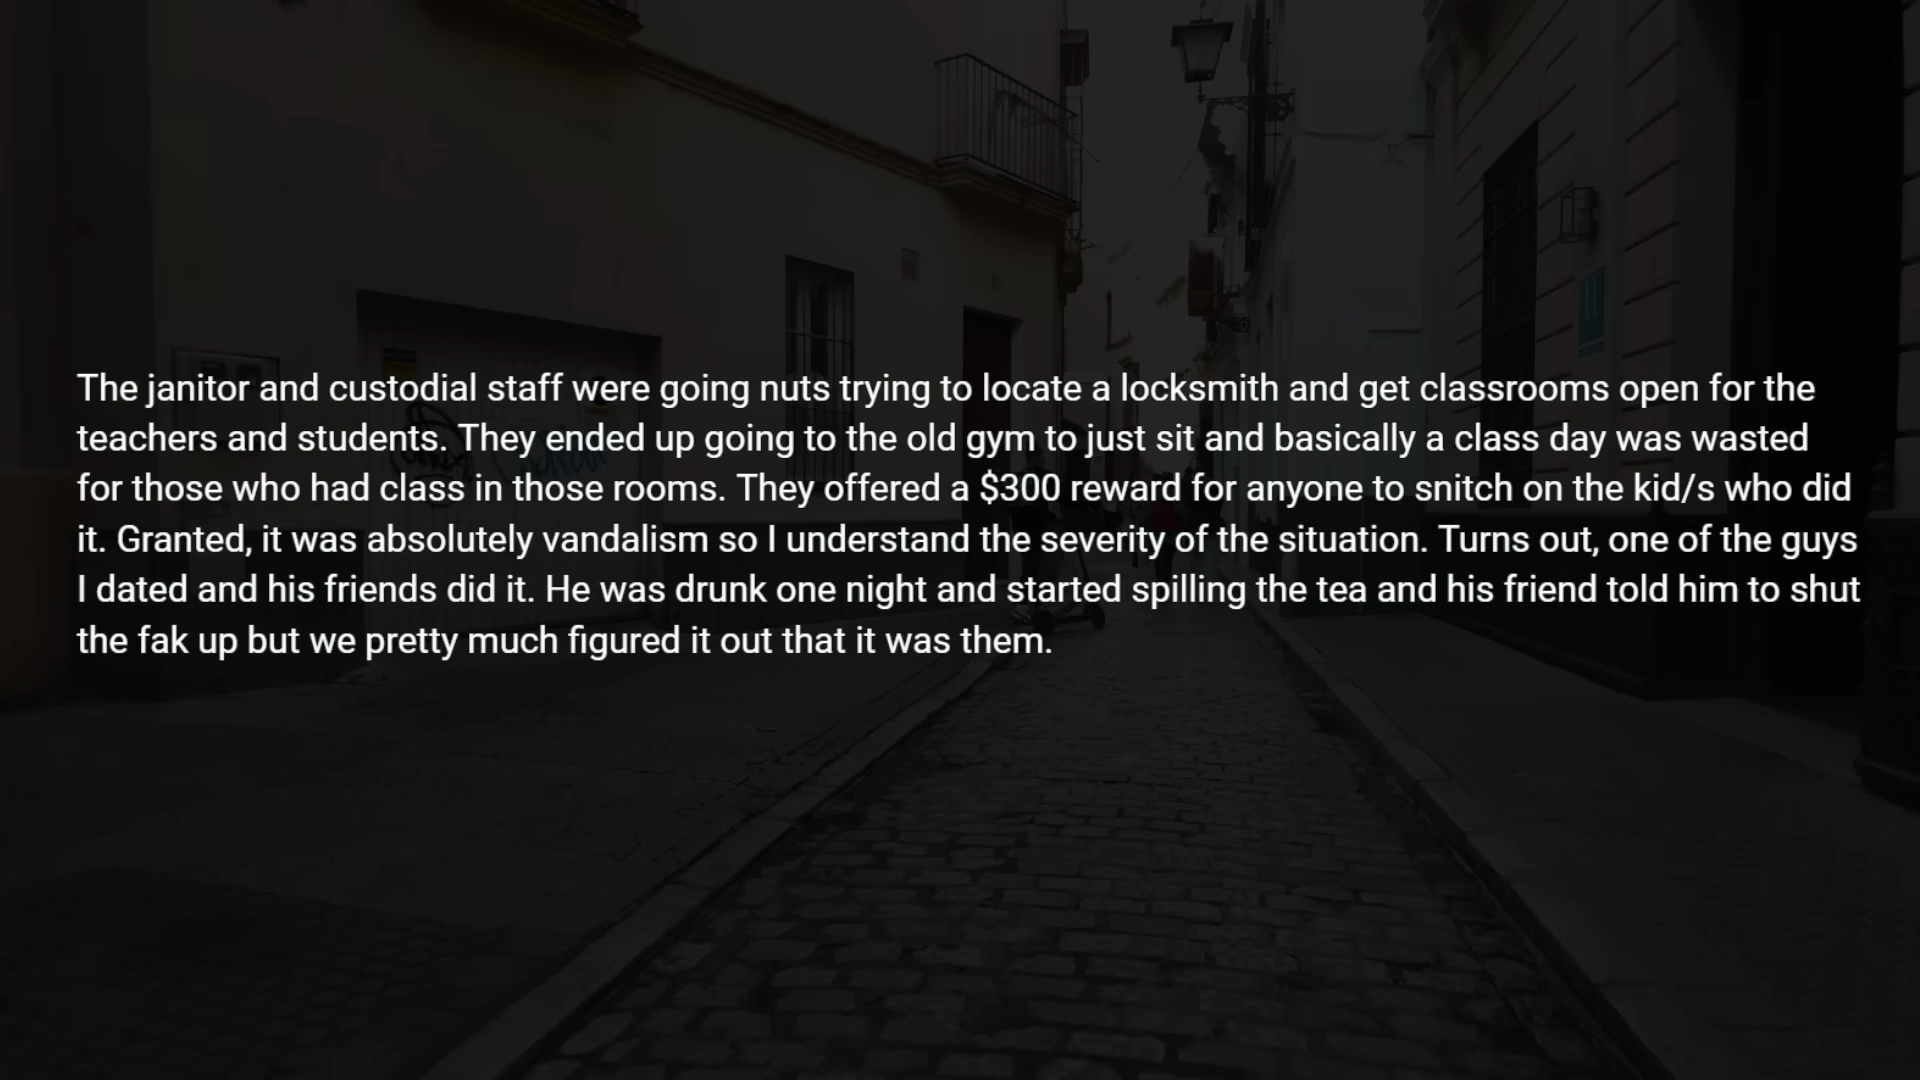 The janitor and custodial staff were going nuts trying to locate a locksmith and get classrooms open for the
teachers and students. They ended up going to the old gym to just sit and basically a class day was wasted
for those who had class in those rooms. They offered a $300 reward for anyone to snitch on the kid/s who did
it. Granted, it was absolutely vandalism so I understand the severity of the situation. Turns out, one of the guys
I dated and his friends did it. He was drunk one night and started spilling the tea and his friend told him to shut
the fak up but we pretty much figured it out that it was them.